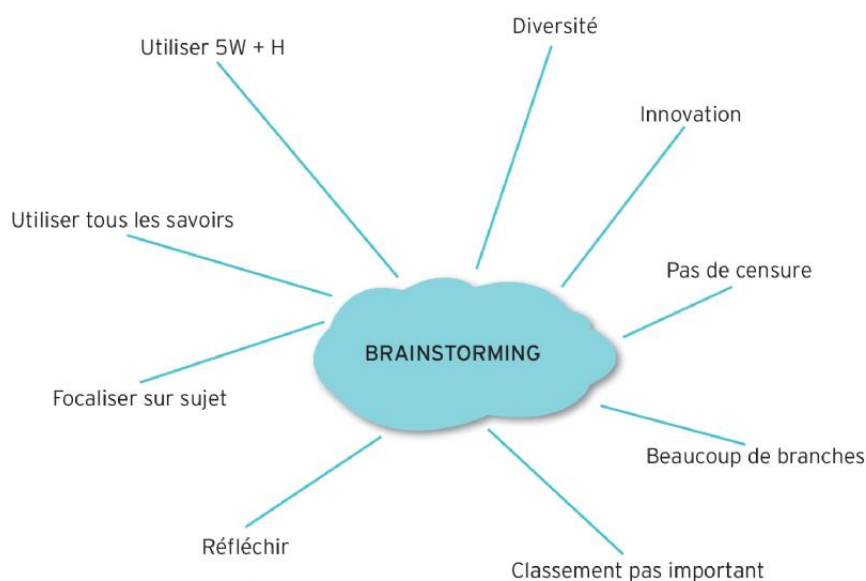 Diversité
Utiliser 5W + H
Innovation
Utiliser tous les savoirs
Pas de censure
BRAINSTORMING
Focaliser sur sujet
Beaucoup de branches
Réfléchir
Classement pas important